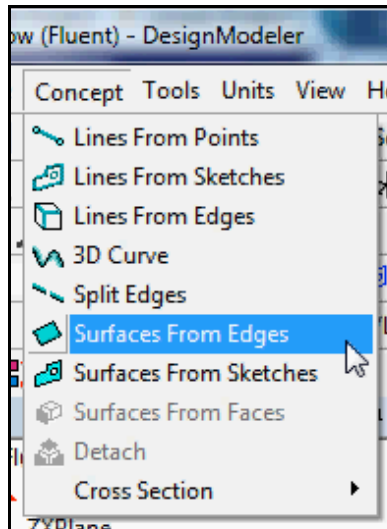 (Fluent) - DesignModeler
Concept Tools Units View
Lines From Points
Lines From Sketches
Lines From Edges
3D Curve
Split Edges
Surfaces From Edges
Surfaces From Sketches
Surfaces From Faces
Detach
Cross Section
ZXPlane